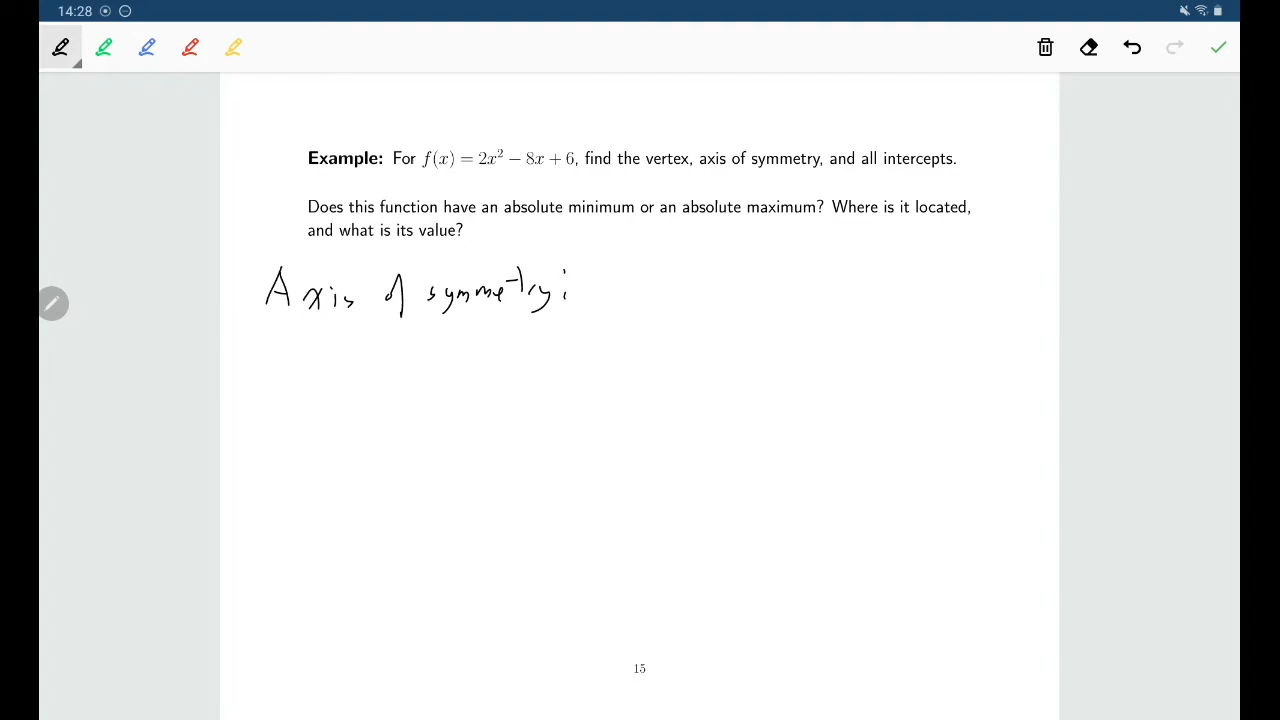 14:28
Example: For f(x) = 2x² − 8x + 6, find the vertex, axis of symmetry, and all intercepts.
Does this function have an absolute minimum or an absolute maximum? Where is it located,
and what is its value?
Axis of symmetry:
15